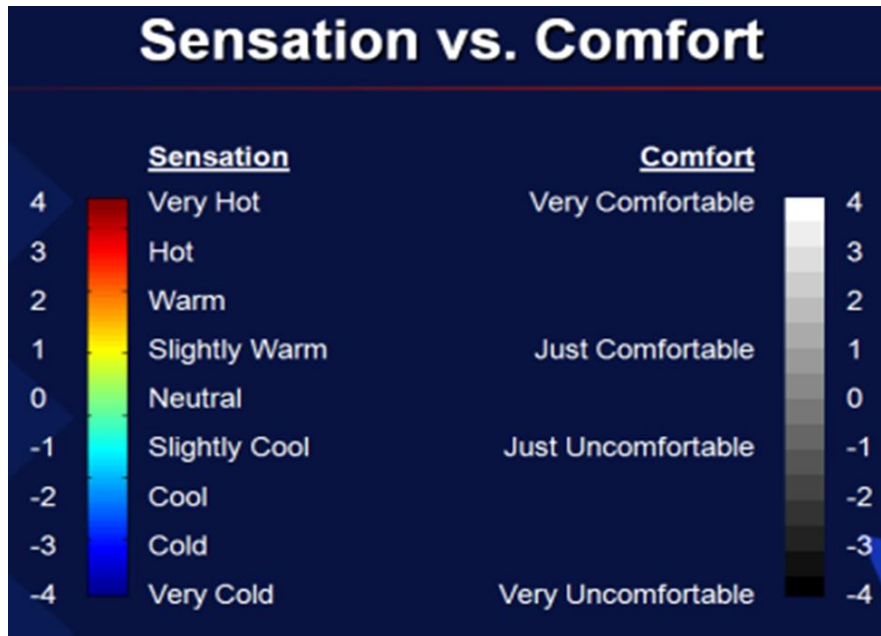 Sensation vs. Comfort
Sensation Comfort
4 Very Hot Very Comfortable 4
3 Hot 3
2 Warm 2
1 Slightly Warm Just Comfortable 1
0 Neutral 0
-1 Slightly Cool Just Uncomfortable -1
-2 Cool -2
-3 Cold -3
-4 Very Cold Very Uncomfortable -4